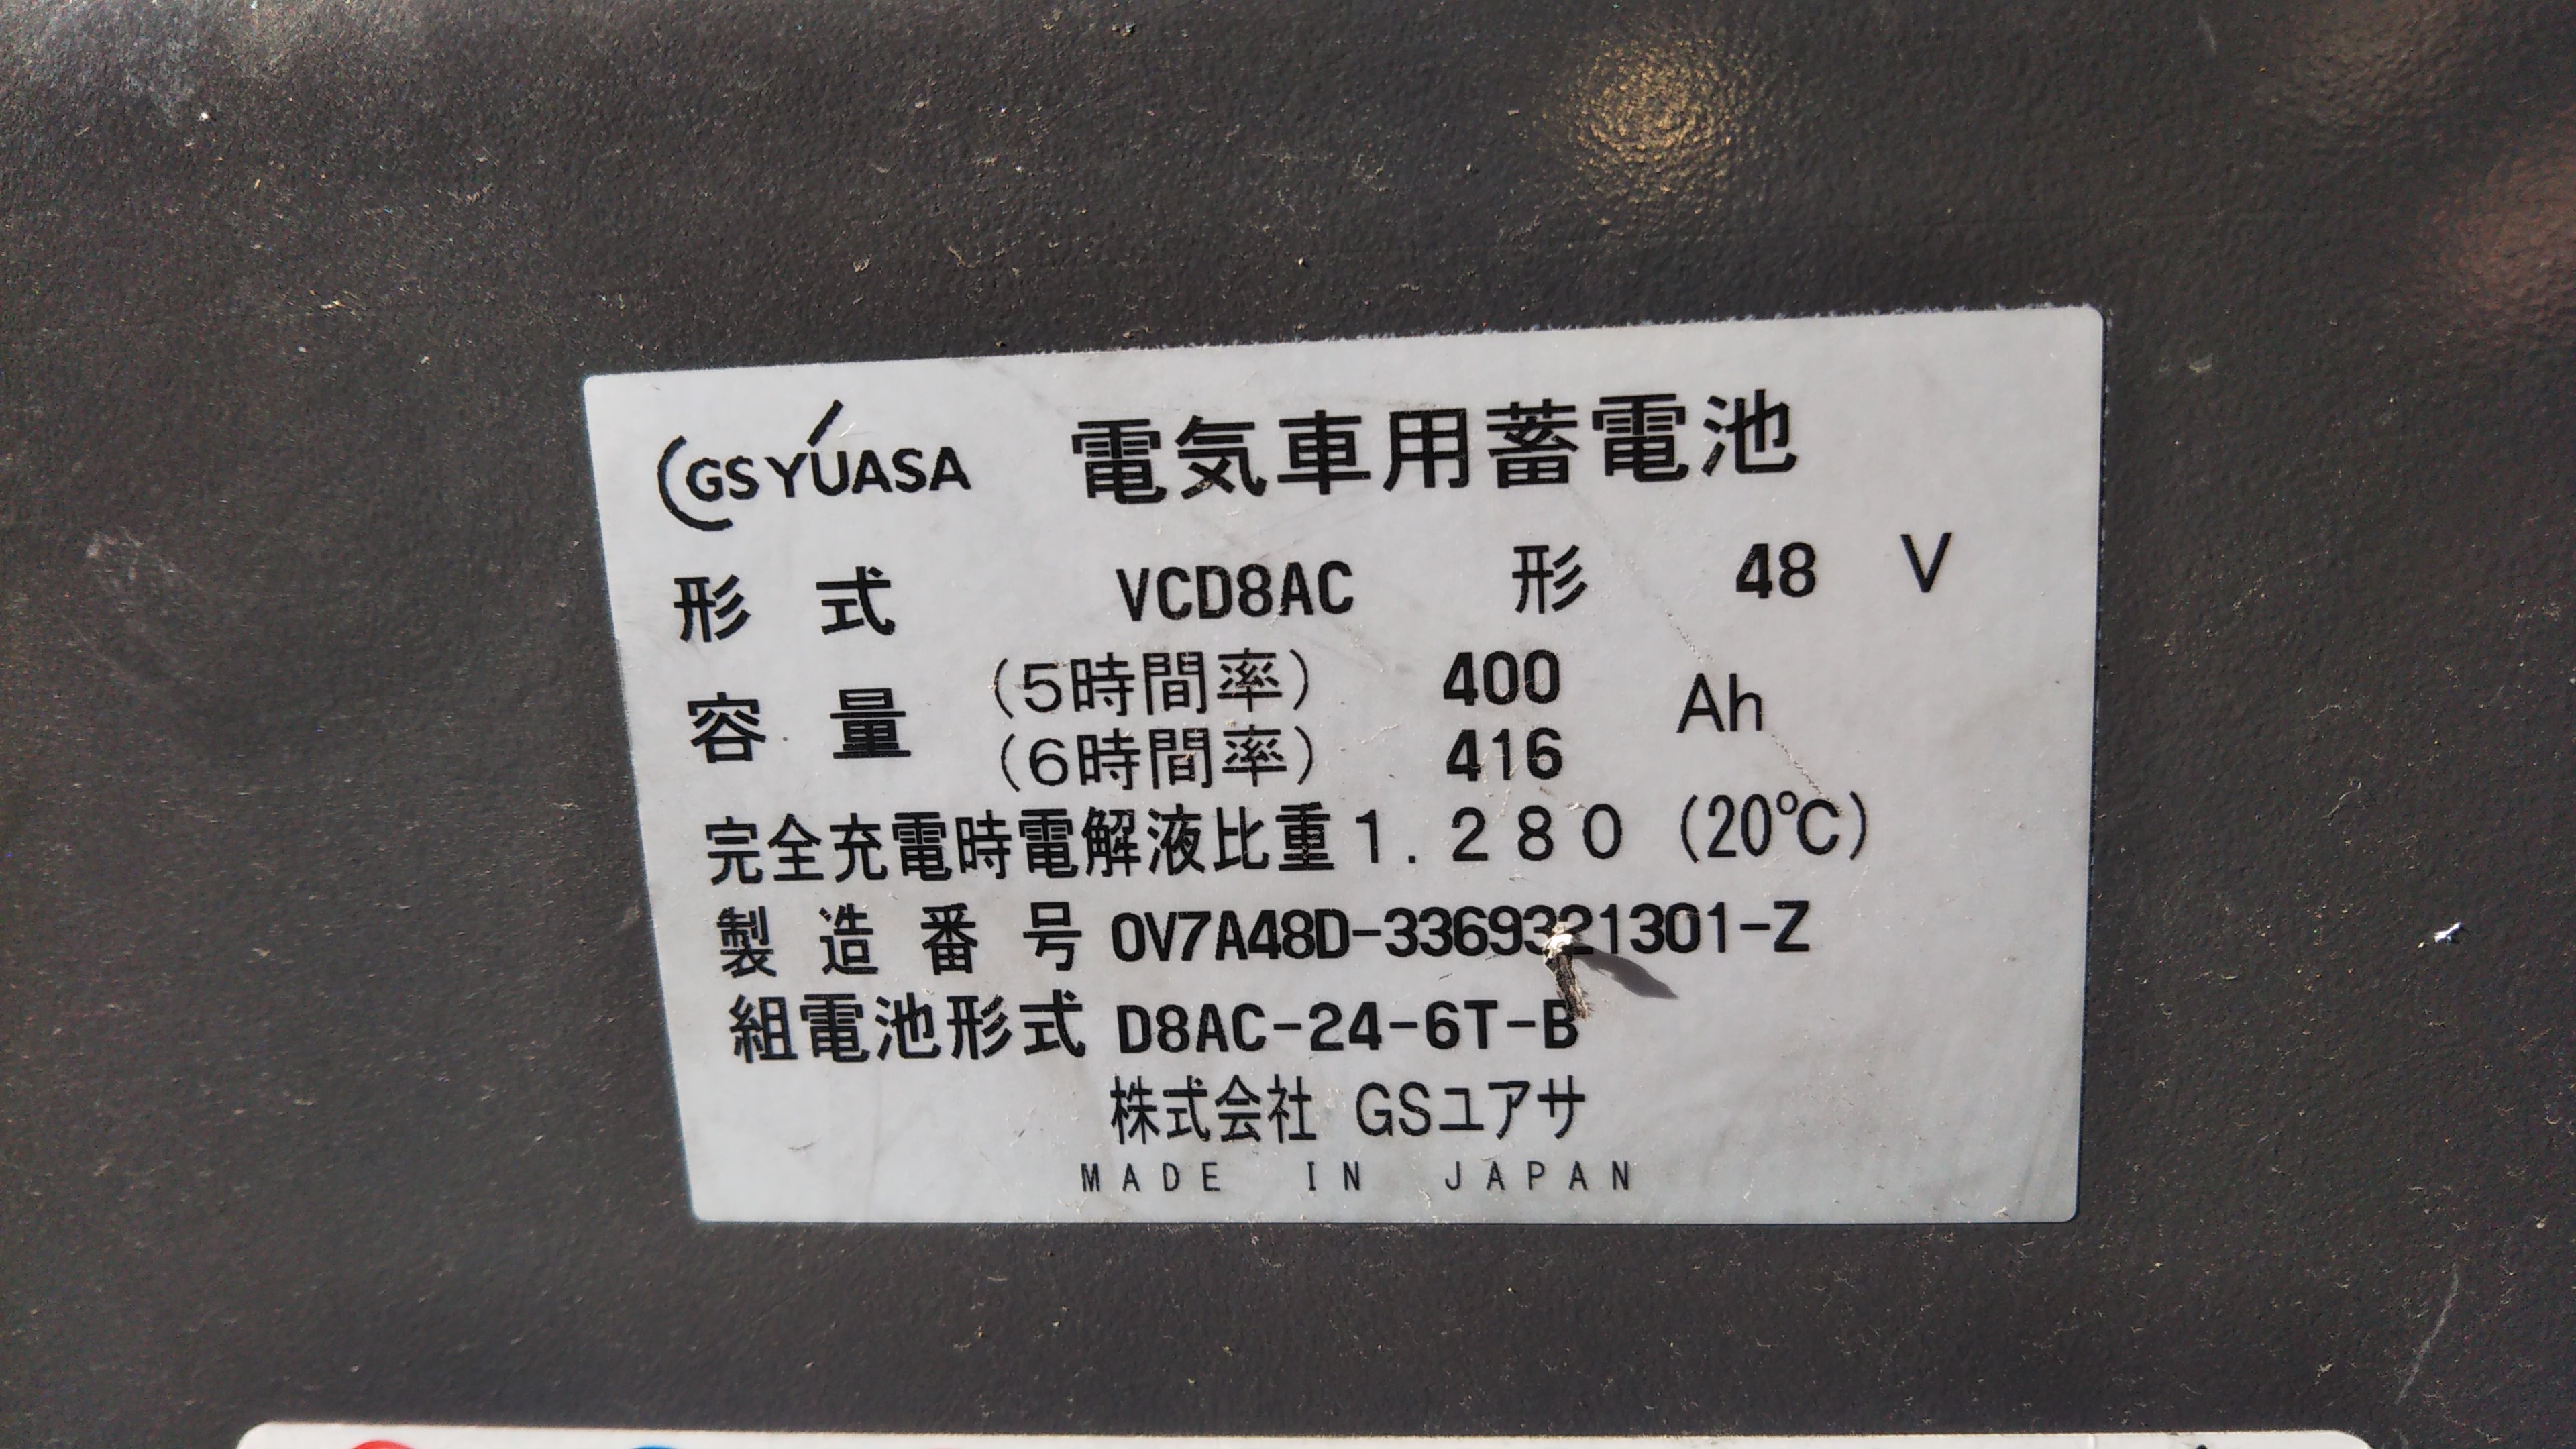 GS YUASA 電気車用蓄電池
形式 VCD8AC 形 48 V
容量 (5時間率) 400 Ah
(6時間率) 416
完全充電時電解液比重1.280 (20℃)
製造番号 0V7A48D-3369321301-Z
組電池形式 D8AC-24-6T-B
株式会社 GSユアサ
MADE IN JAPAN